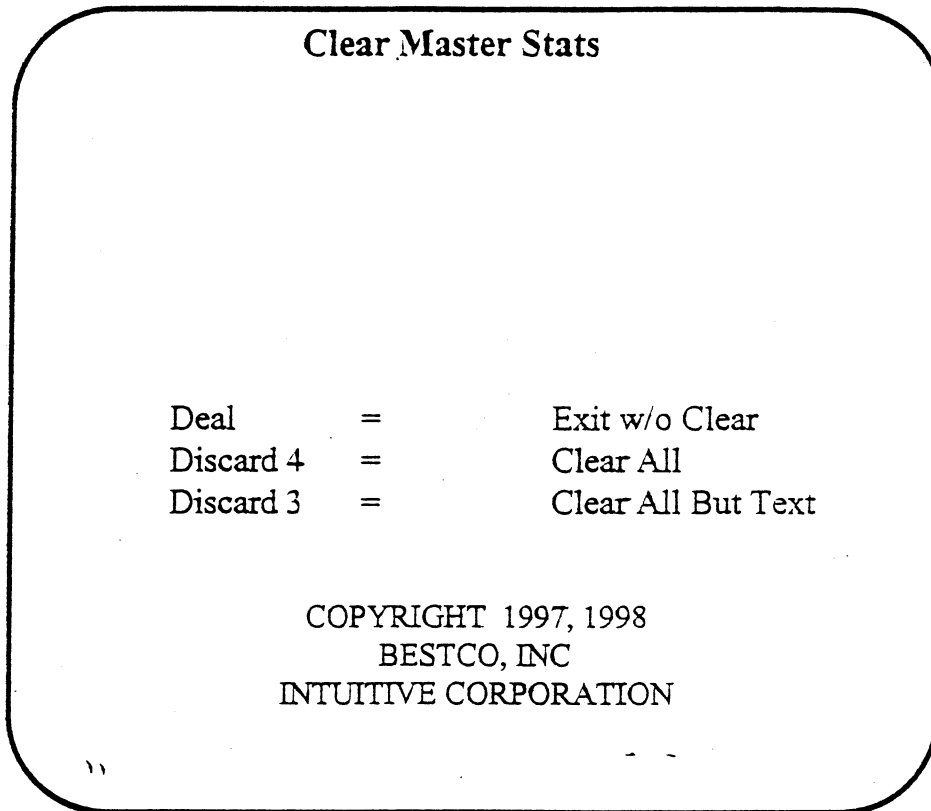 Clear Master Stats
Deal = Exit w/o Clear
Discard 4 = Clear All
Discard 3 = Clear All But Text
COPYRIGHT 1997, 1998
BESTCO, INC
INTUITIVE CORPORATION